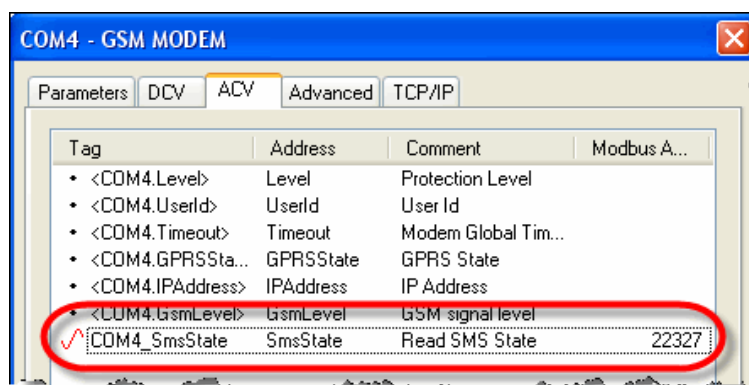 COM4 - GSM MODEM
Parameters DCV ACV Advanced TCP/IP
Tag Address Comment Modbus A...
<COM4.Level> Level Protection Level
<COM4.UserId> UserId User Id
<COM4.Timeout> Timeout Modem Global Tim...
<COM4.GPRSSta... GPRSState GPRS State
<COM4.IPAddress> IPAddress IP Address
<COM4.GsmLevel> GsmLevel GSM signal level
COM4_SmsState SmsState Read SMS State 22327